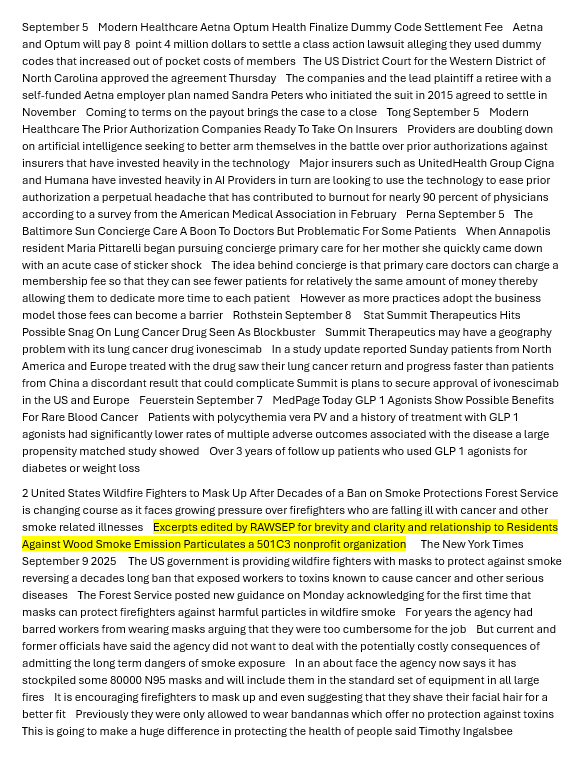 September 5 Modern Healthcare Aetna Optum Health Finalize Dummy Code Settlement Fee Aetna
and Optum will pay 8 point 4 million dollars to settle a class action lawsuit alleging they used dummy
codes that increased out of pocket costs of members The US District Court for the Western District of
North Carolina approved the agreement Thursday The companies and the lead plaintiff a retiree with a
self-funded Aetna employer plan named Sandra Peters who initiated the suit in 2015 agreed to settle in
November Coming to terms on the payout brings the case to a close Tong September 5 Modern
Healthcare The Prior Authorization Companies Ready To Take On Insurers Providers are doubling down
on artificial intelligence seeking to better arm themselves in the battle over prior authorizations against
insurers that have invested heavily in the technology Major insurers such as UnitedHealth Group Cigna
and Humana have invested heavily in AI Providers in turn are looking to use the technology to ease prior
authorization a perpetual headache that has contributed to burnout for nearly 90 percent of physicians
according to a survey from the American Medical Association in February Perna September 5 The
Baltimore Sun Concierge Care A Boon To Doctors But Problematic For Some Patients When Annapolis
resident Maria Pittarelli began pursuing concierge primary care for her mother she quickly came down
with an acute case of sticker shock The idea behind concierge is that primary care doctors can charge a
membership fee so that they can see fewer patients for relatively the same amount of money thereby
allowing them to dedicate more time to each patient However as more practices adopt the business
model those fees can become a barrier Rothstein September 8 Stat Summit Therapeutics Hits
Possible Snag On Lung Cancer Drug Seen As Blockbuster Summit Therapeutics may have a geography
problem with its lung cancer drug ivonescimab In a study update reported Sunday patients from North
America and Europe treated with the drug saw their lung cancer return and progress faster than patients
from China a discordant result that could complicate Summit is plans to secure approval of ivonescimab
in the US and Europe Feuerstein September 7 MedPage Today GLP 1 Agonists Show Possible Benefits
For Rare Blood Cancer Patients with polycythemia vera PV and a history of treatment with GLP 1
agonists had significantly lower rates of multiple adverse outcomes associated with the disease a large
propensity matched study showed Over 3 years of follow up patients who used GLP 1 agonists for
diabetes or weight loss
2 United States Wildfire Fighters to Mask Up After Decades of a Ban on Smoke Protections Forest Service
is changing course as it faces growing pressure over firefighters who are falling ill with cancer and other
smoke related illnesses Excerpts edited by RAWSEP for brevity and clarity and relationship to Residents
Against Wood Smoke Emission Particulates a 501C3 nonprofit organization The New York Times
September 9 2025 The US government is providing wildfire fighters with masks to protect against smoke
reversing a decades long ban that exposed workers to toxins known to cause cancer and other serious
diseases The Forest Service posted new guidance on Monday acknowledging for the first time that
masks can protect firefighters against harmful particles in wildfire smoke For years the agency had
barred workers from wearing masks arguing that they were too cumbersome for the job But current and
former officials have said the agency did not want to deal with the potentially costly consequences of
admitting the long term dangers of smoke exposure In an about face the agency now says it has
stockpiled some 80000 N95 masks and will include them in the standard set of equipment in all large
fires It is encouraging firefighters to mask up and even suggesting that they shave their facial hair for a
better fit Previously they were only allowed to wear bandannas which offer no protection against toxins
This is going to make a huge difference in protecting the health of people said Timothy Ingalsbee